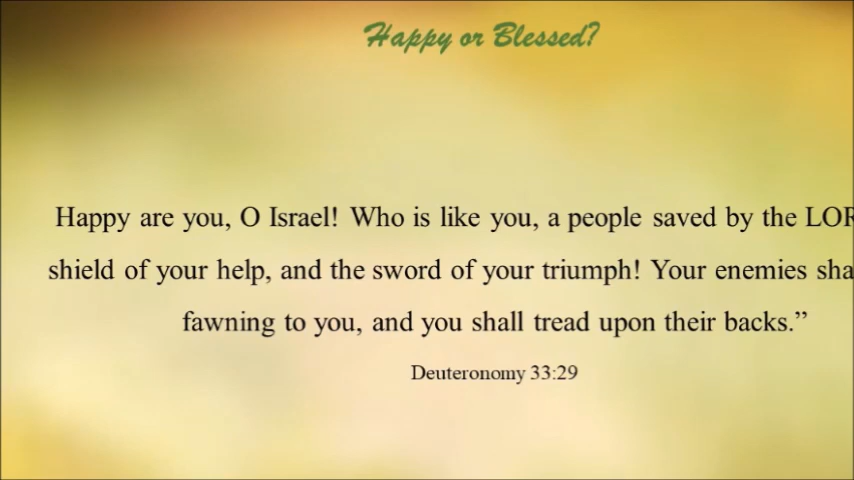 Happy or Blessed?
Happy are you, O Israel! Who is like you, a people saved by the
shield of your help, and the sword of your triumph! Your enemies
fawning to you, and you shall tread upon their backs.”
Deuteronomy 33:29